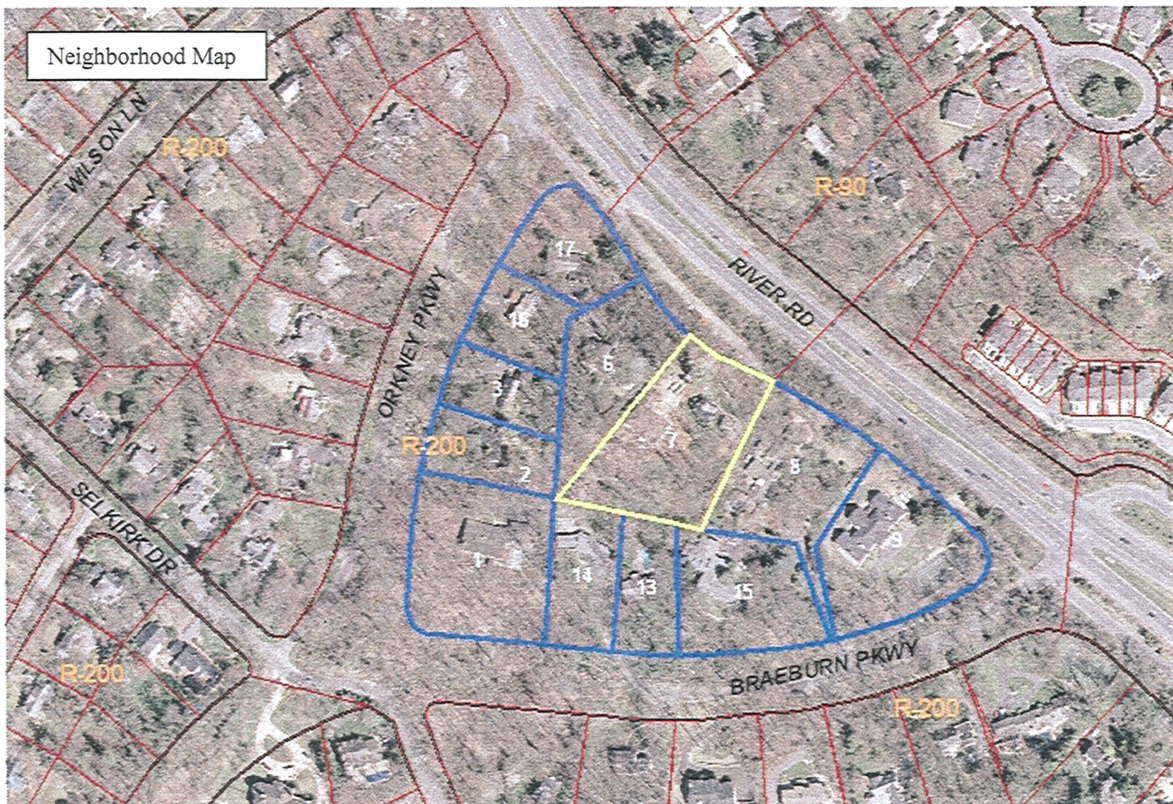 Neighborhood Map
WILSON LN
R-200
R-90
17
RIVER RD
16
ORKNEY PKWY
6
3
7
R-200
2
8
SELKIRK DR
1
9
14
13
15
BRAEBURN PKWY
R-200
R-200